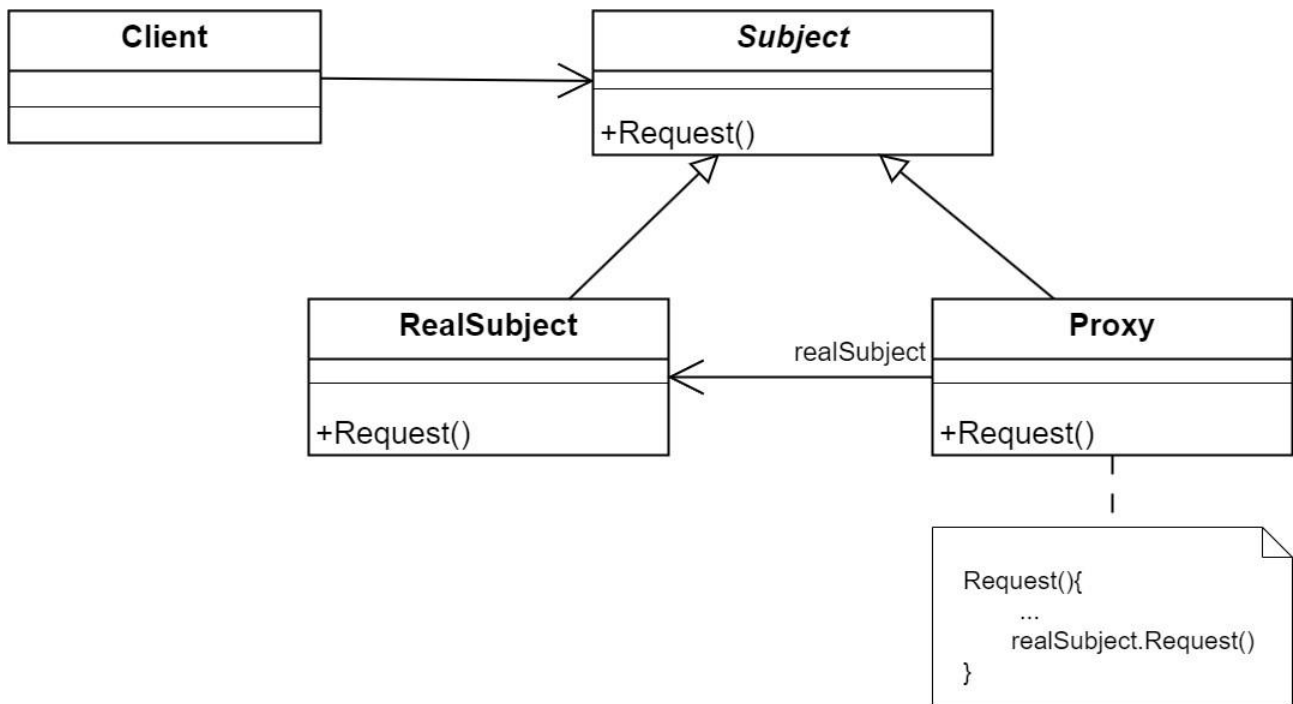 Client
Subject
+Request()
RealSubject
+Request()
realSubject
Proxy
+Request()
Request(){
...
realSubject.Request()
}